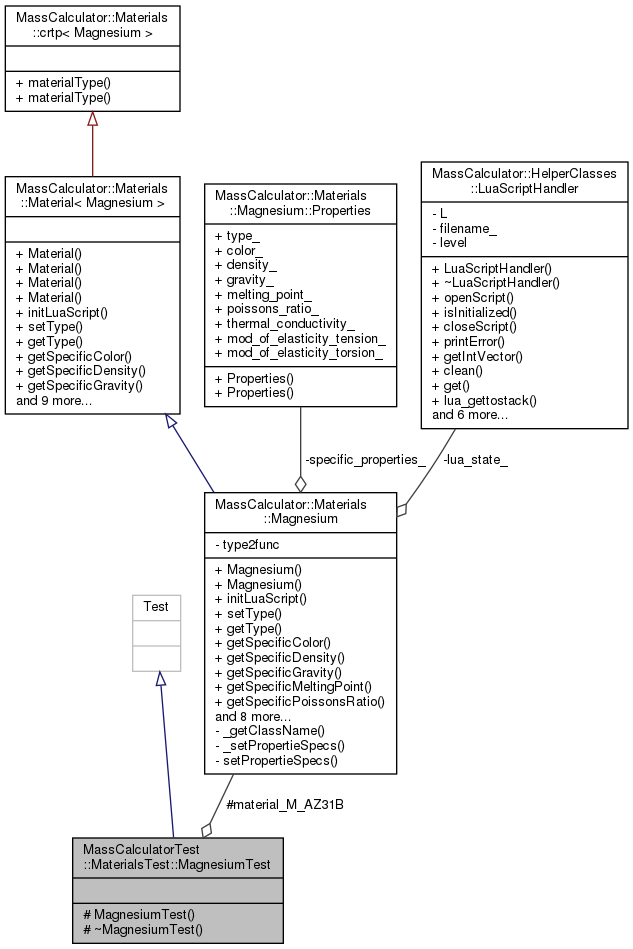 MassCalculator::Materials
::crtp< Magnesium >
+ materialType()
+ materialType()
MassCalculator::Materials
::Material< Magnesium >
+ Material()
+ Material()
+ Material()
+ Material()
+ initLuaScript()
+ setType()
+ getType()
+ getSpecificColor()
+ getSpecificDensity()
+ getSpecificGravity()
and 9 more...
MassCalculator::Materials
::Magnesium::Properties
+ type_
+ color_
+ density_
+ gravity_
+ melting_point_
+ poissons_ratio_
+ thermal_conductivity_
+ mod_of_elasticity_tension_
+ mod_of_elasticity_torsion_
+ Properties()
+ Properties()
MassCalculator::HelperClasses
::LuaScriptHandler
- L
- filename_
- level
+ LuaScriptHandler()
+ ~LuaScriptHandler()
+ openScript()
+ isInitialized()
+ closeScript()
+ printError()
+ getIntVector()
+ clean()
+ get()
+ lua_gettostack()
and 6 more...
-specific_properties_
-lua_state_
MassCalculator::Materials
::Magnesium
- type2func
+ Magnesium()
+ Magnesium()
+ initLuaScript()
+ setType()
+ getType()
+ getSpecificColor()
+ getSpecificDensity()
+ getSpecificGravity()
+ getSpecificMeltingPoint()
+ getSpecificPoissonsRatio()
and 8 more...
- _getClassName()
- _setPropertieSpecs()
- setPropertieSpecs()
Test
#material_M_AZ31B
MassCalculatorTest
::MaterialsTest::MagnesiumTest
# MagnesiumTest()
# ~MagnesiumTest()